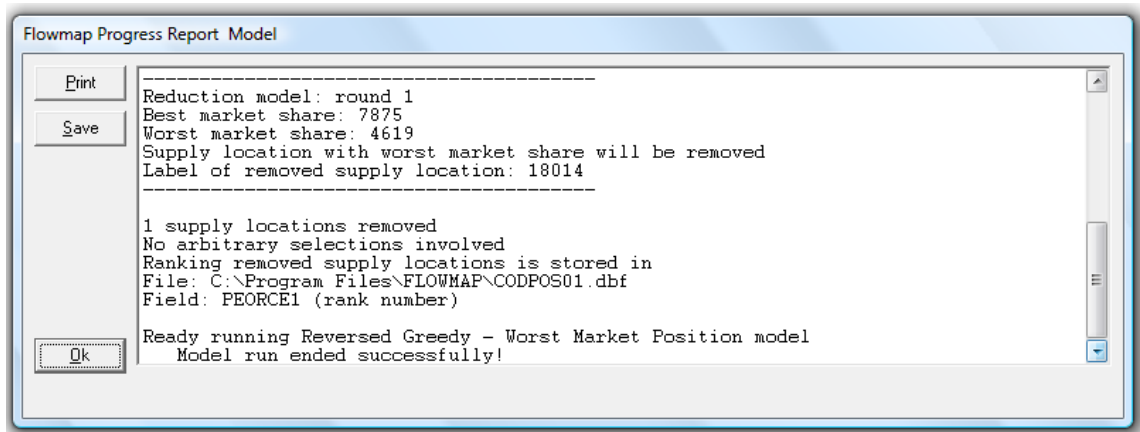 Flowmap Progress Report  Model
Print
Save
Ok
----------------------------------------
Reduction model: round 1
Best market share: 7875
Worst market share: 4619
Supply location with worst market share will be removed
Label of removed supply location: 18014
----------------------------------------
1 supply locations removed
No arbitrary selections involved
Ranking removed supply locations is stored in
File: C:\Program Files\FLOWMAP\CODPOS01.dbf
Field: PEORCE1 (rank number)
Ready running Reversed Greedy - Worst Market Position model
Model run ended successfully!